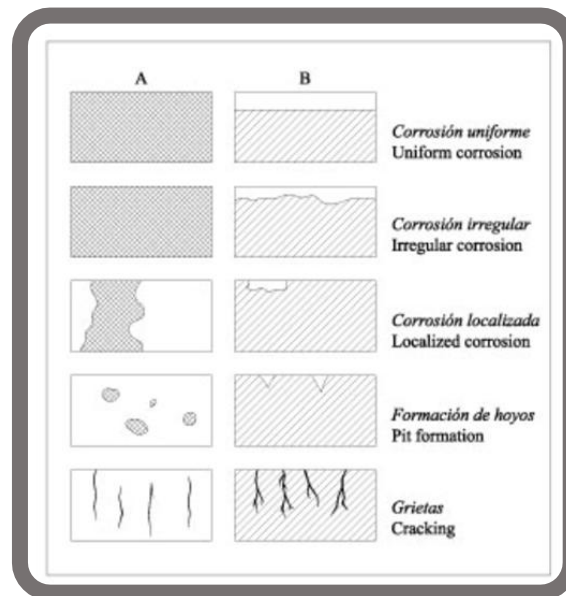 A B
Corrosión uniforme
Uniform corrosion
Corrosión irregular
Irregular corrosion
Corrosión localizada
Localized corrosion
Formación de hoyos
Pit formation
Grietas
Cracking